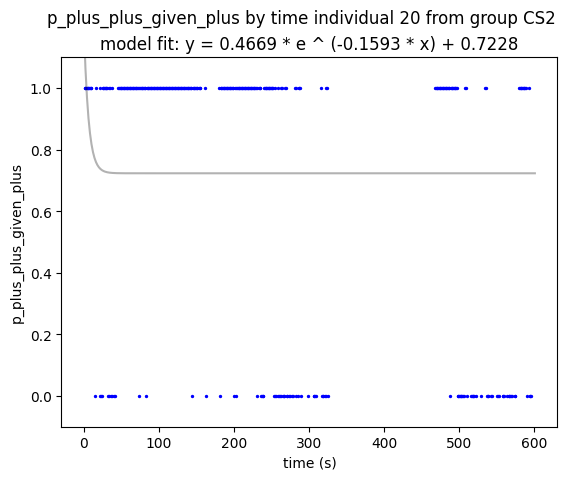 p_plus_plus_given_plus by time individual 20 from group CS2
model fit: y = 0.4669 * e ^ (-0.1593 * x) + 0.7228
p_plus_plus_given_plus
1.0
0.8
0.6
0.4
0.2
0.0
0 100 200 300 400 500 600
time (s)